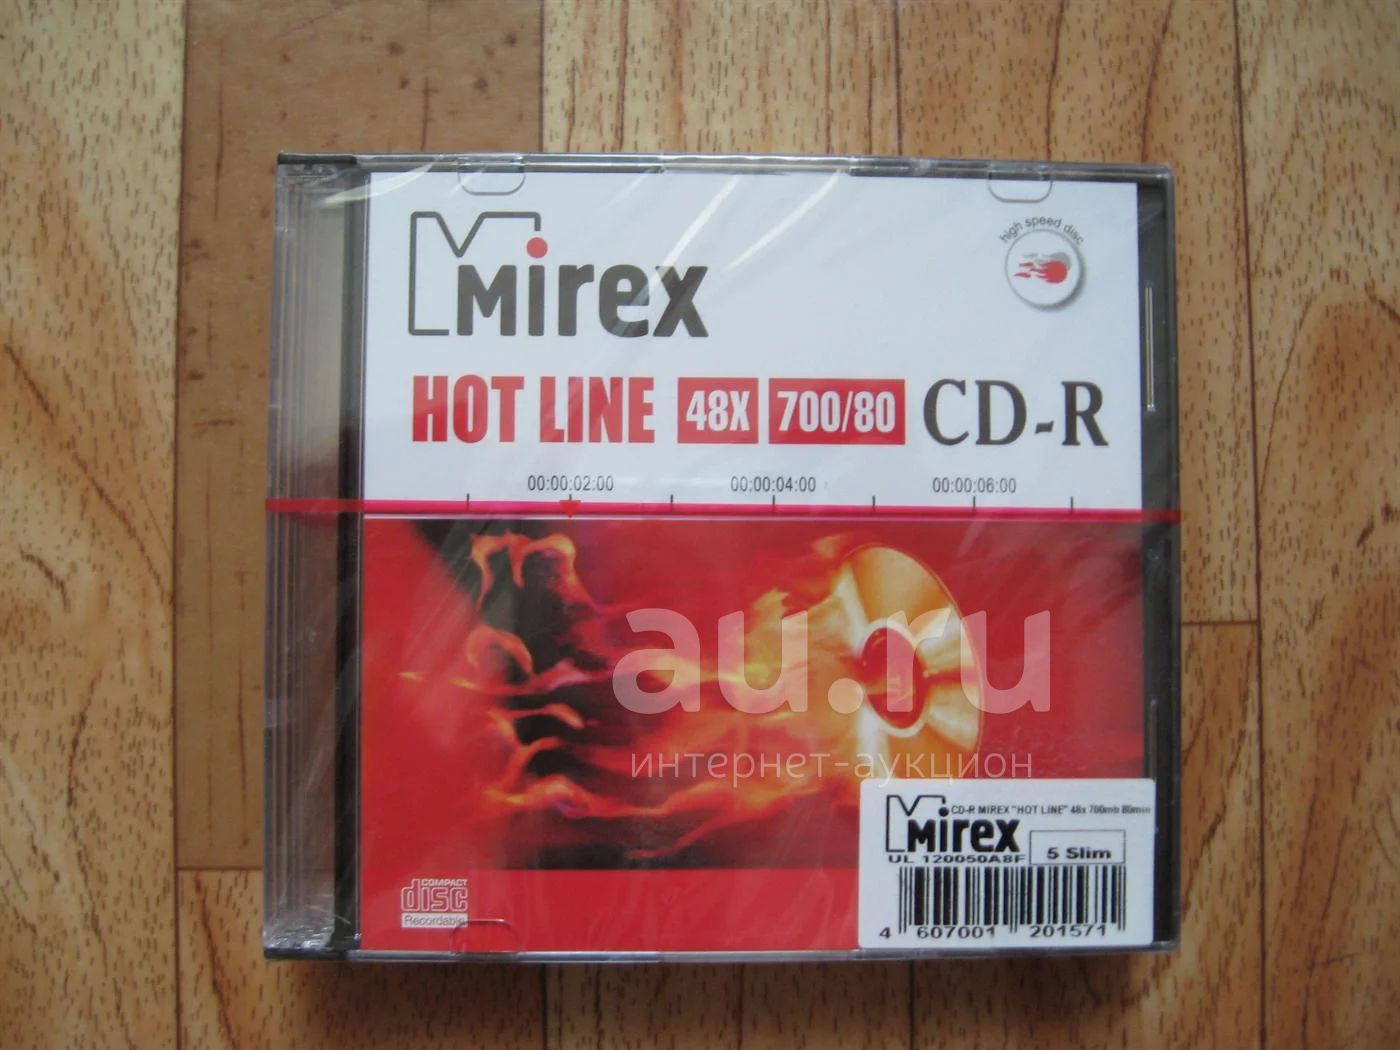 Mirex
high speed disc
HOT LINE 48X 700/80 CD-R
00:00:02:00 00:00:04:00 00:00:06:00
au.ru
интернет-аукцион
CD-R MIREX "HOT LINE" 48x 700mb 80min
Mirex
UL 120050A8F
5 Slim
4 607001 201571
COMPACT
disc
Recordable